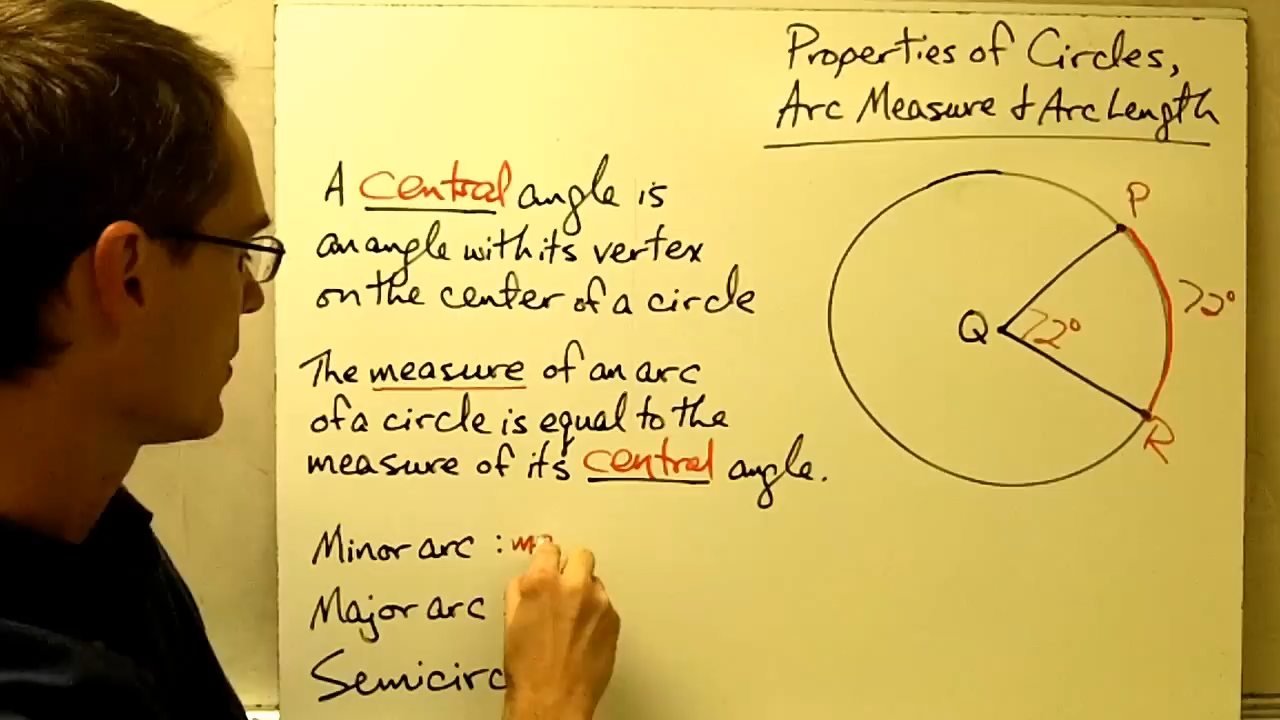 Properties of Circles,
Arc Measure & Arc Length
A central angle is
an angle with its vertex
on the center of a circle
The measure of an arc
of a circle is equal to the
measure of its central angle.
Minor arc :
Major arc
Semicirc
P
72°
Q 72°
R